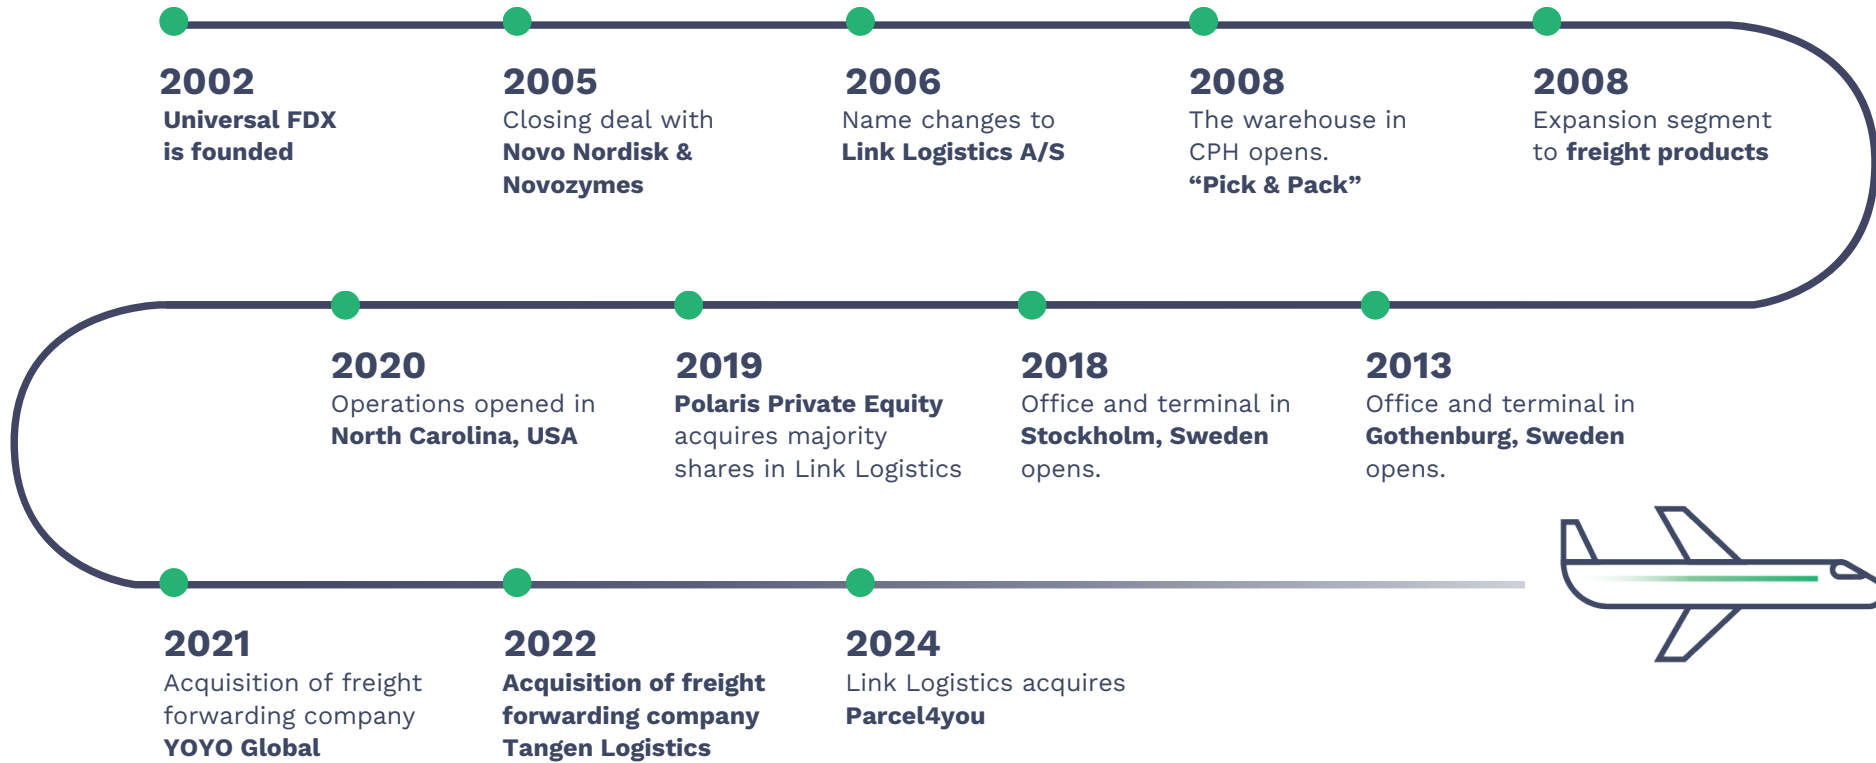 2002
Universal FDX
is founded
2005
Closing deal with
Novo Nordisk &
Novozymes
2006
Name changes to
Link Logistics A/S
2008
The warehouse in
CPH opens.
“Pick & Pack”
2008
Expansion segment
to freight products
2020
Operations opened in
North Carolina, USA
2019
Polaris Private Equity
acquires majority
shares in Link Logistics
2018
Office and terminal in
Stockholm, Sweden
opens.
2013
Office and terminal in
Gothenburg, Sweden
opens.
2021
Acquisition of freight
forwarding company
YOYO Global
2022
Acquisition of freight
forwarding company
Tangen Logistics
2024
Link Logistics acquires
Parcel4you